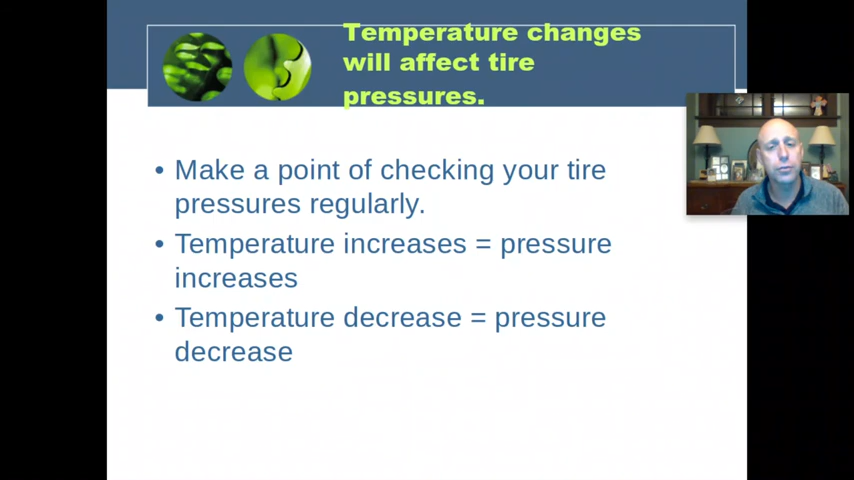 Temperature changes
will affect tire
pressures.
• Make a point of checking your tire
pressures regularly.
• Temperature increases = pressure
increases
• Temperature decrease = pressure
decrease